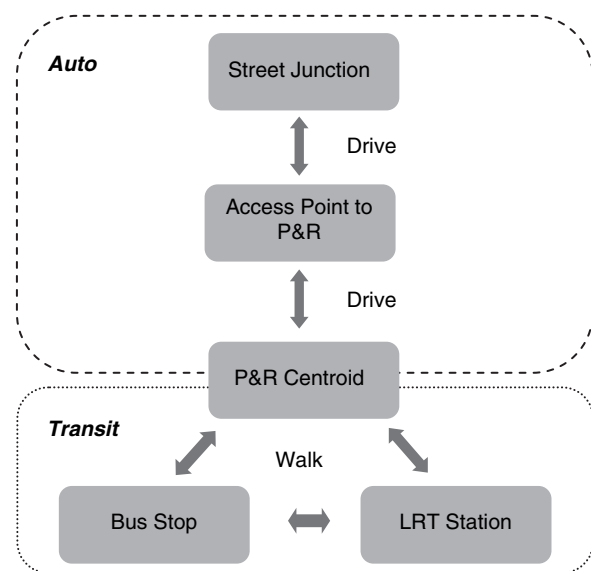 Auto
Street Junction
Drive
Access Point to
P&R
Drive
P&R Centroid
Transit
Walk
Bus Stop
LRT Station